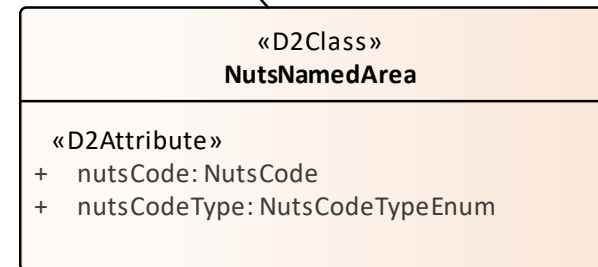 «D2Class»
NutsNamedArea
«D2Attribute»
+ nutsCode: NutsCode
+ nutsCodeType: NutsCodeTypeEnum